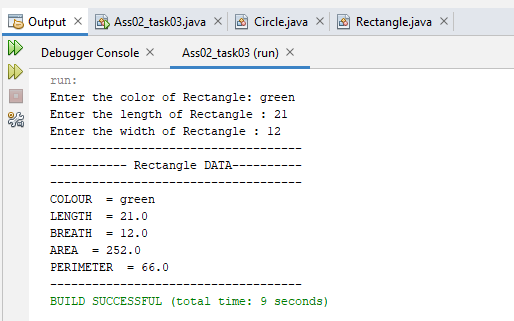 Output Ass02_task03.java Circle.java Rectangle.java
Debugger Console Ass02_task03 (run)
run:
Enter the color of Rectangle: green
Enter the length of Rectangle : 21
Enter the width of Rectangle : 12
------------------------------------
----------- Rectangle DATA----------
------------------------------------
COLOUR  = green
LENGTH  = 21.0
BREATH  = 12.0
AREA  = 252.0
PERIMETER  = 66.0
------------------------------------
BUILD SUCCESSFUL (total time: 9 seconds)